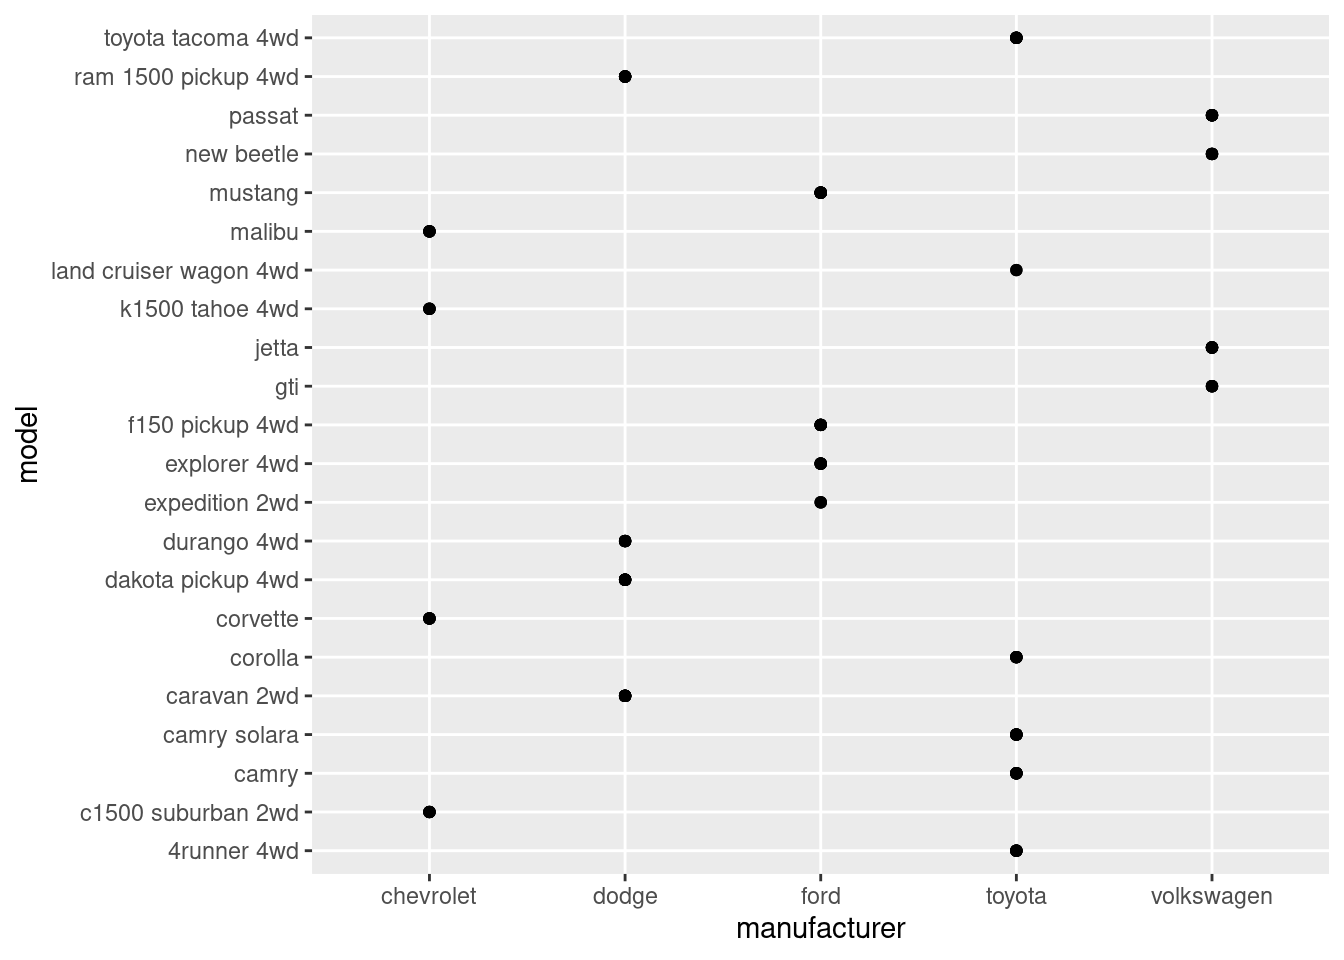 toyota tacoma 4wd
ram 1500 pickup 4wd
passat
new beetle
mustang
malibu
land cruiser wagon 4wd
k1500 tahoe 4wd
jetta
gti
f150 pickup 4wd
explorer 4wd
expedition 2wd
durango 4wd
dakota pickup 4wd
corvette
corolla
caravan 2wd
camry solara
camry
c1500 suburban 2wd
4runner 4wd
model
chevrolet dodge ford toyota volkswagen
manufacturer